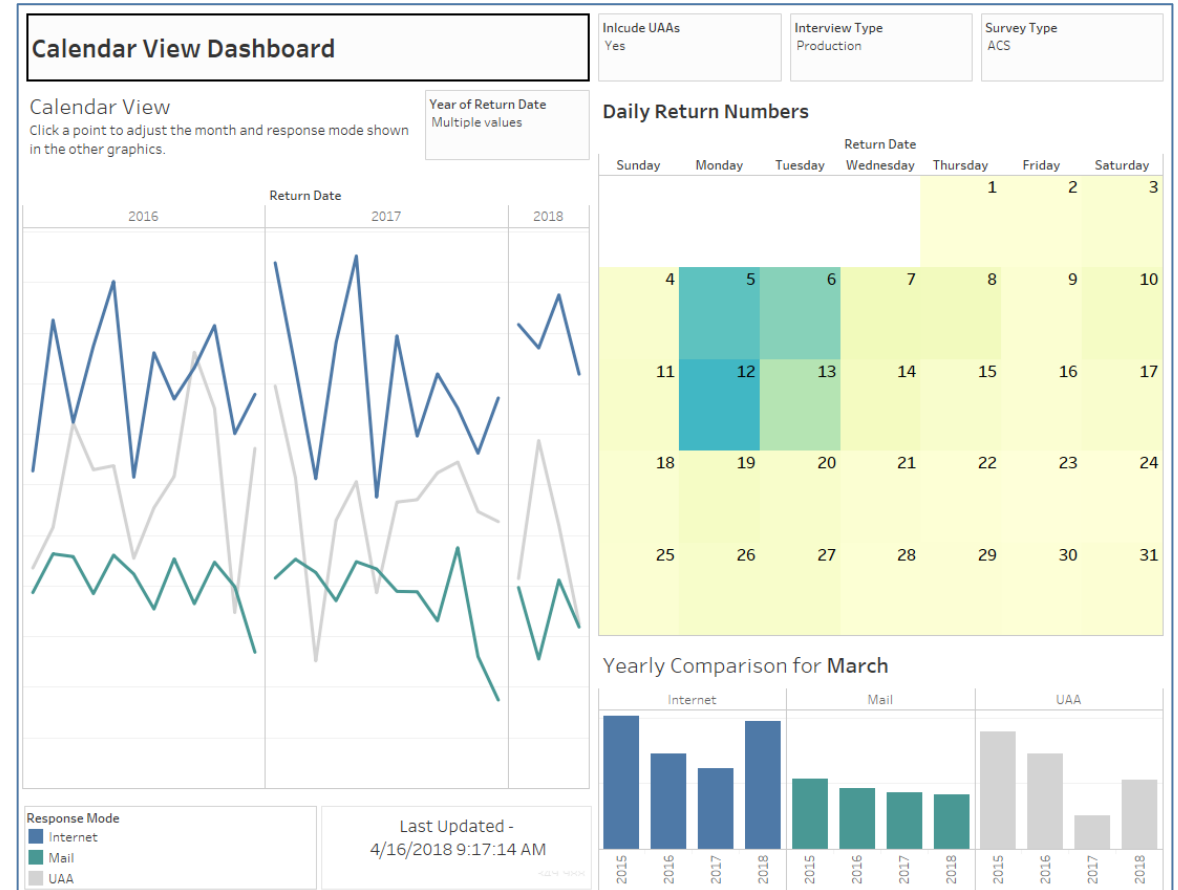 Calendar View Dashboard
Inlcude UAAs
Yes
Interview Type
Production
Survey Type
ACS
Calendar View
Click a point to adjust the month and response mode shown
in the other graphics.
Year of Return Date
Multiple values
Return Date
2016 2017 2018
Daily Return Numbers
Return Date
Sunday Monday Tuesday Wednesday Thursday Friday Saturday
1 2 3
4 5 6 7 8 9 10
11 12 13 14 15 16 17
18 19 20 21 22 23 24
25 26 27 28 29 30 31
Yearly Comparison for March
Internet Mail UAA
2015 2016 2017 2018 2015 2016 2017 2018 2015 2016 2017 2018
Response Mode
Internet
Mail
UAA
Last Updated -
4/16/2018 9:17:14 AM